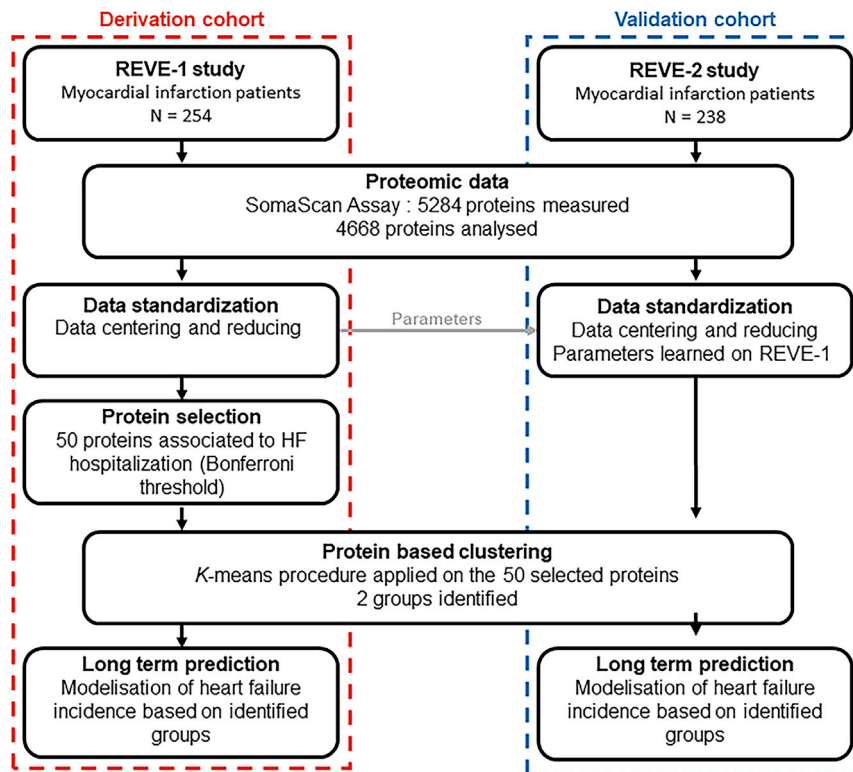 Derivation cohort
Validation cohort
REVE-1 study
Myocardial infarction patients
N = 254
REVE-2 study
Myocardial infarction patients
N = 238
Proteomic data
SomaScan Assay : 5284 proteins measured
4668 proteins analysed
Data standardization
Data centering and reducing
Parameters
Data standardization
Data centering and reducing
Parameters learned on REVE-1
Protein selection
50 proteins associated to HF
hospitalization (Bonferroni
threshold)
Protein based clustering
K-means procedure applied on the 50 selected proteins
2 groups identified
Long term prediction
Modelisation of heart failure
incidence based on identified
groups
Long term prediction
Modelisation of heart failure
incidence based on identified
groups